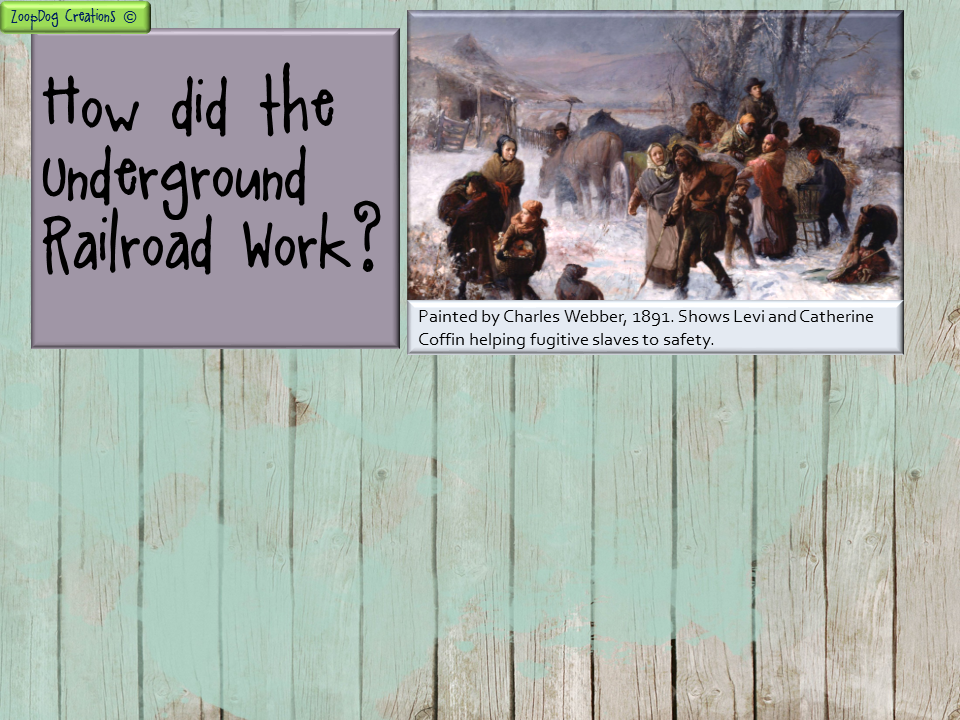 ZoopDog Creations ©
How did the
Underground
Railroad Work?
Painted by Charles Webber, 1891. Shows Levi and Catherine
Coffin helping fugitive slaves to safety.